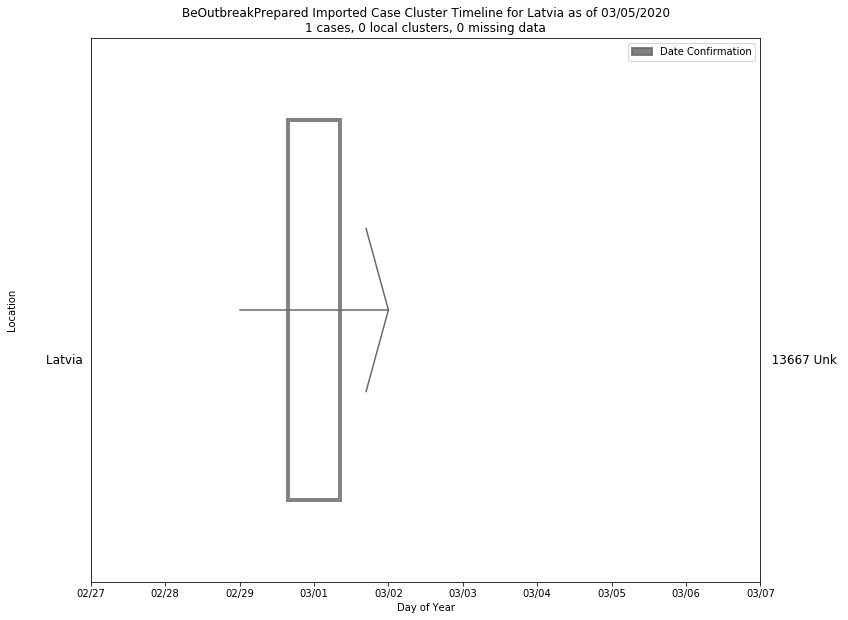 BeOutbreakPrepared Imported Case Cluster Timeline for Latvia as of 03/05/2020
1 cases, 0 local clusters, 0 missing data
Date Confirmation
Location
Latvia
13667 Unk
02/27 02/28 02/29 03/01 03/02 03/03 03/04 03/05 03/06 03/07
Day of Year